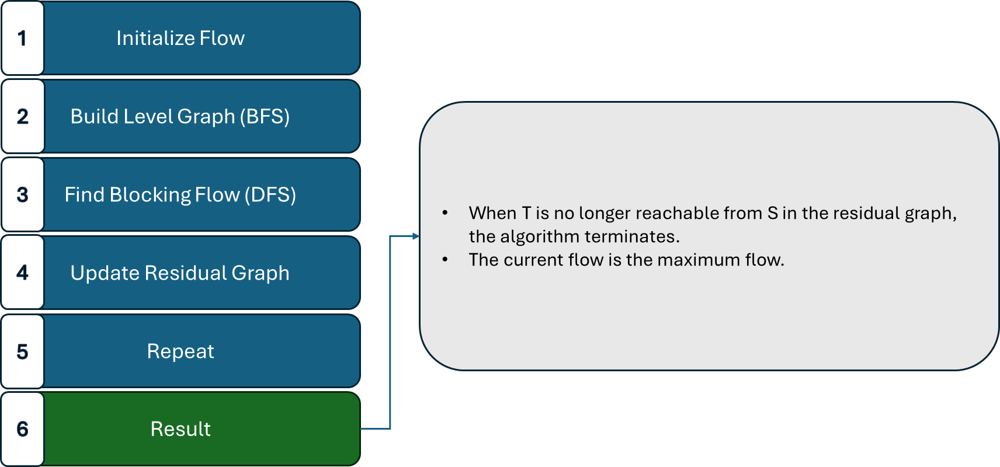 1 Initialize Flow
2 Build Level Graph (BFS)
3 Find Blocking Flow (DFS)
4 Update Residual Graph
5 Repeat
6 Result
• When T is no longer reachable from S in the residual graph,
the algorithm terminates.
• The current flow is the maximum flow.